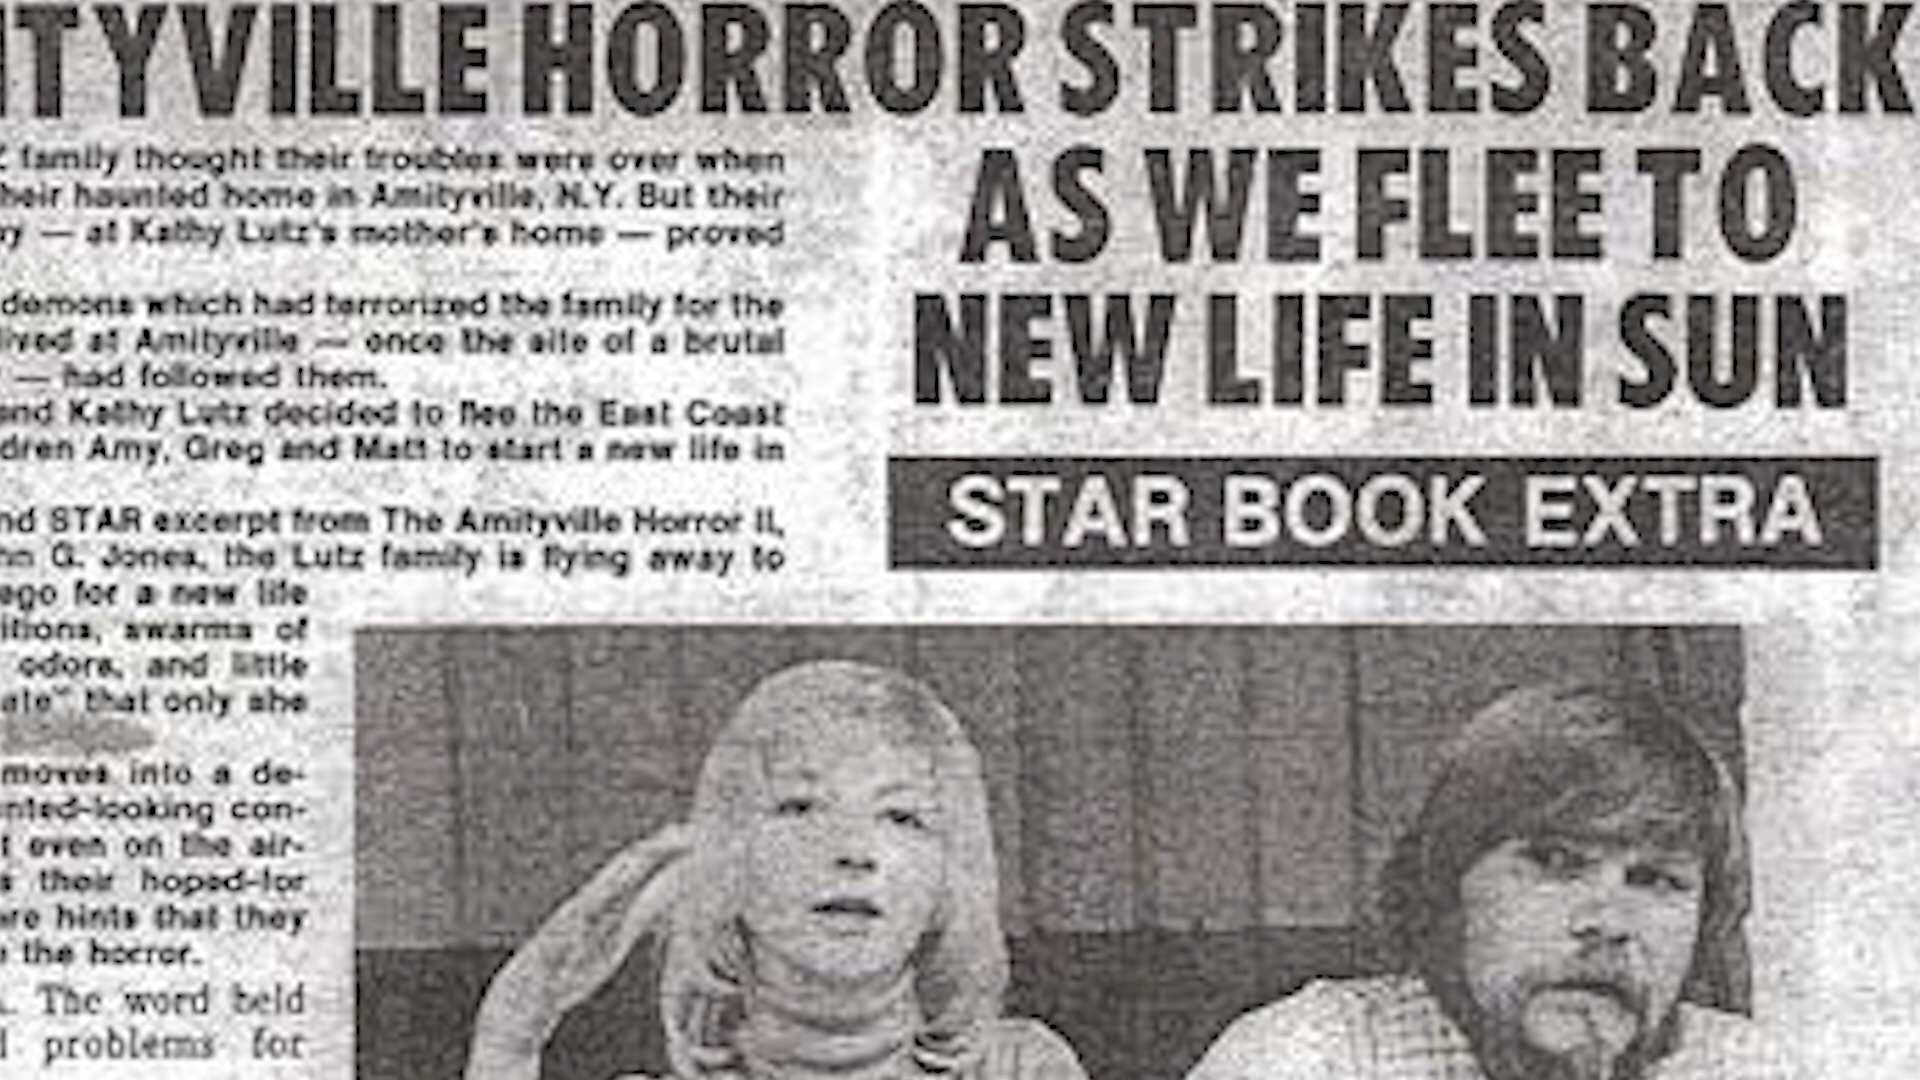 ITYVILLE HORROR STRIKES BACK
AS WE FLEE TO
NEW LIFE IN SUN
STAR BOOK EXTRA
family thought their troubles were over when
heir haunted home in Amityville, N.Y. But their
— at Kathy Lutz's mother's home — proved
demons which had terrorized the family for the
lived at Amityville — once the site of a brutal
— had followed them.
and Kathy Lutz decided to flee the East Coast
dren Amy, Greg and Matt to start a new life in
nd STAR excerpt from The Amityville Horror II,
hn G. Jones, the Lutz family is flying away to
ego for a new life
itions, swarms of
odors, and little
ate" that only she
moves into a de-
unted-looking con-
t even on the air-
s their hoped-for
ere hints that they
the horror.
The word held
problems for